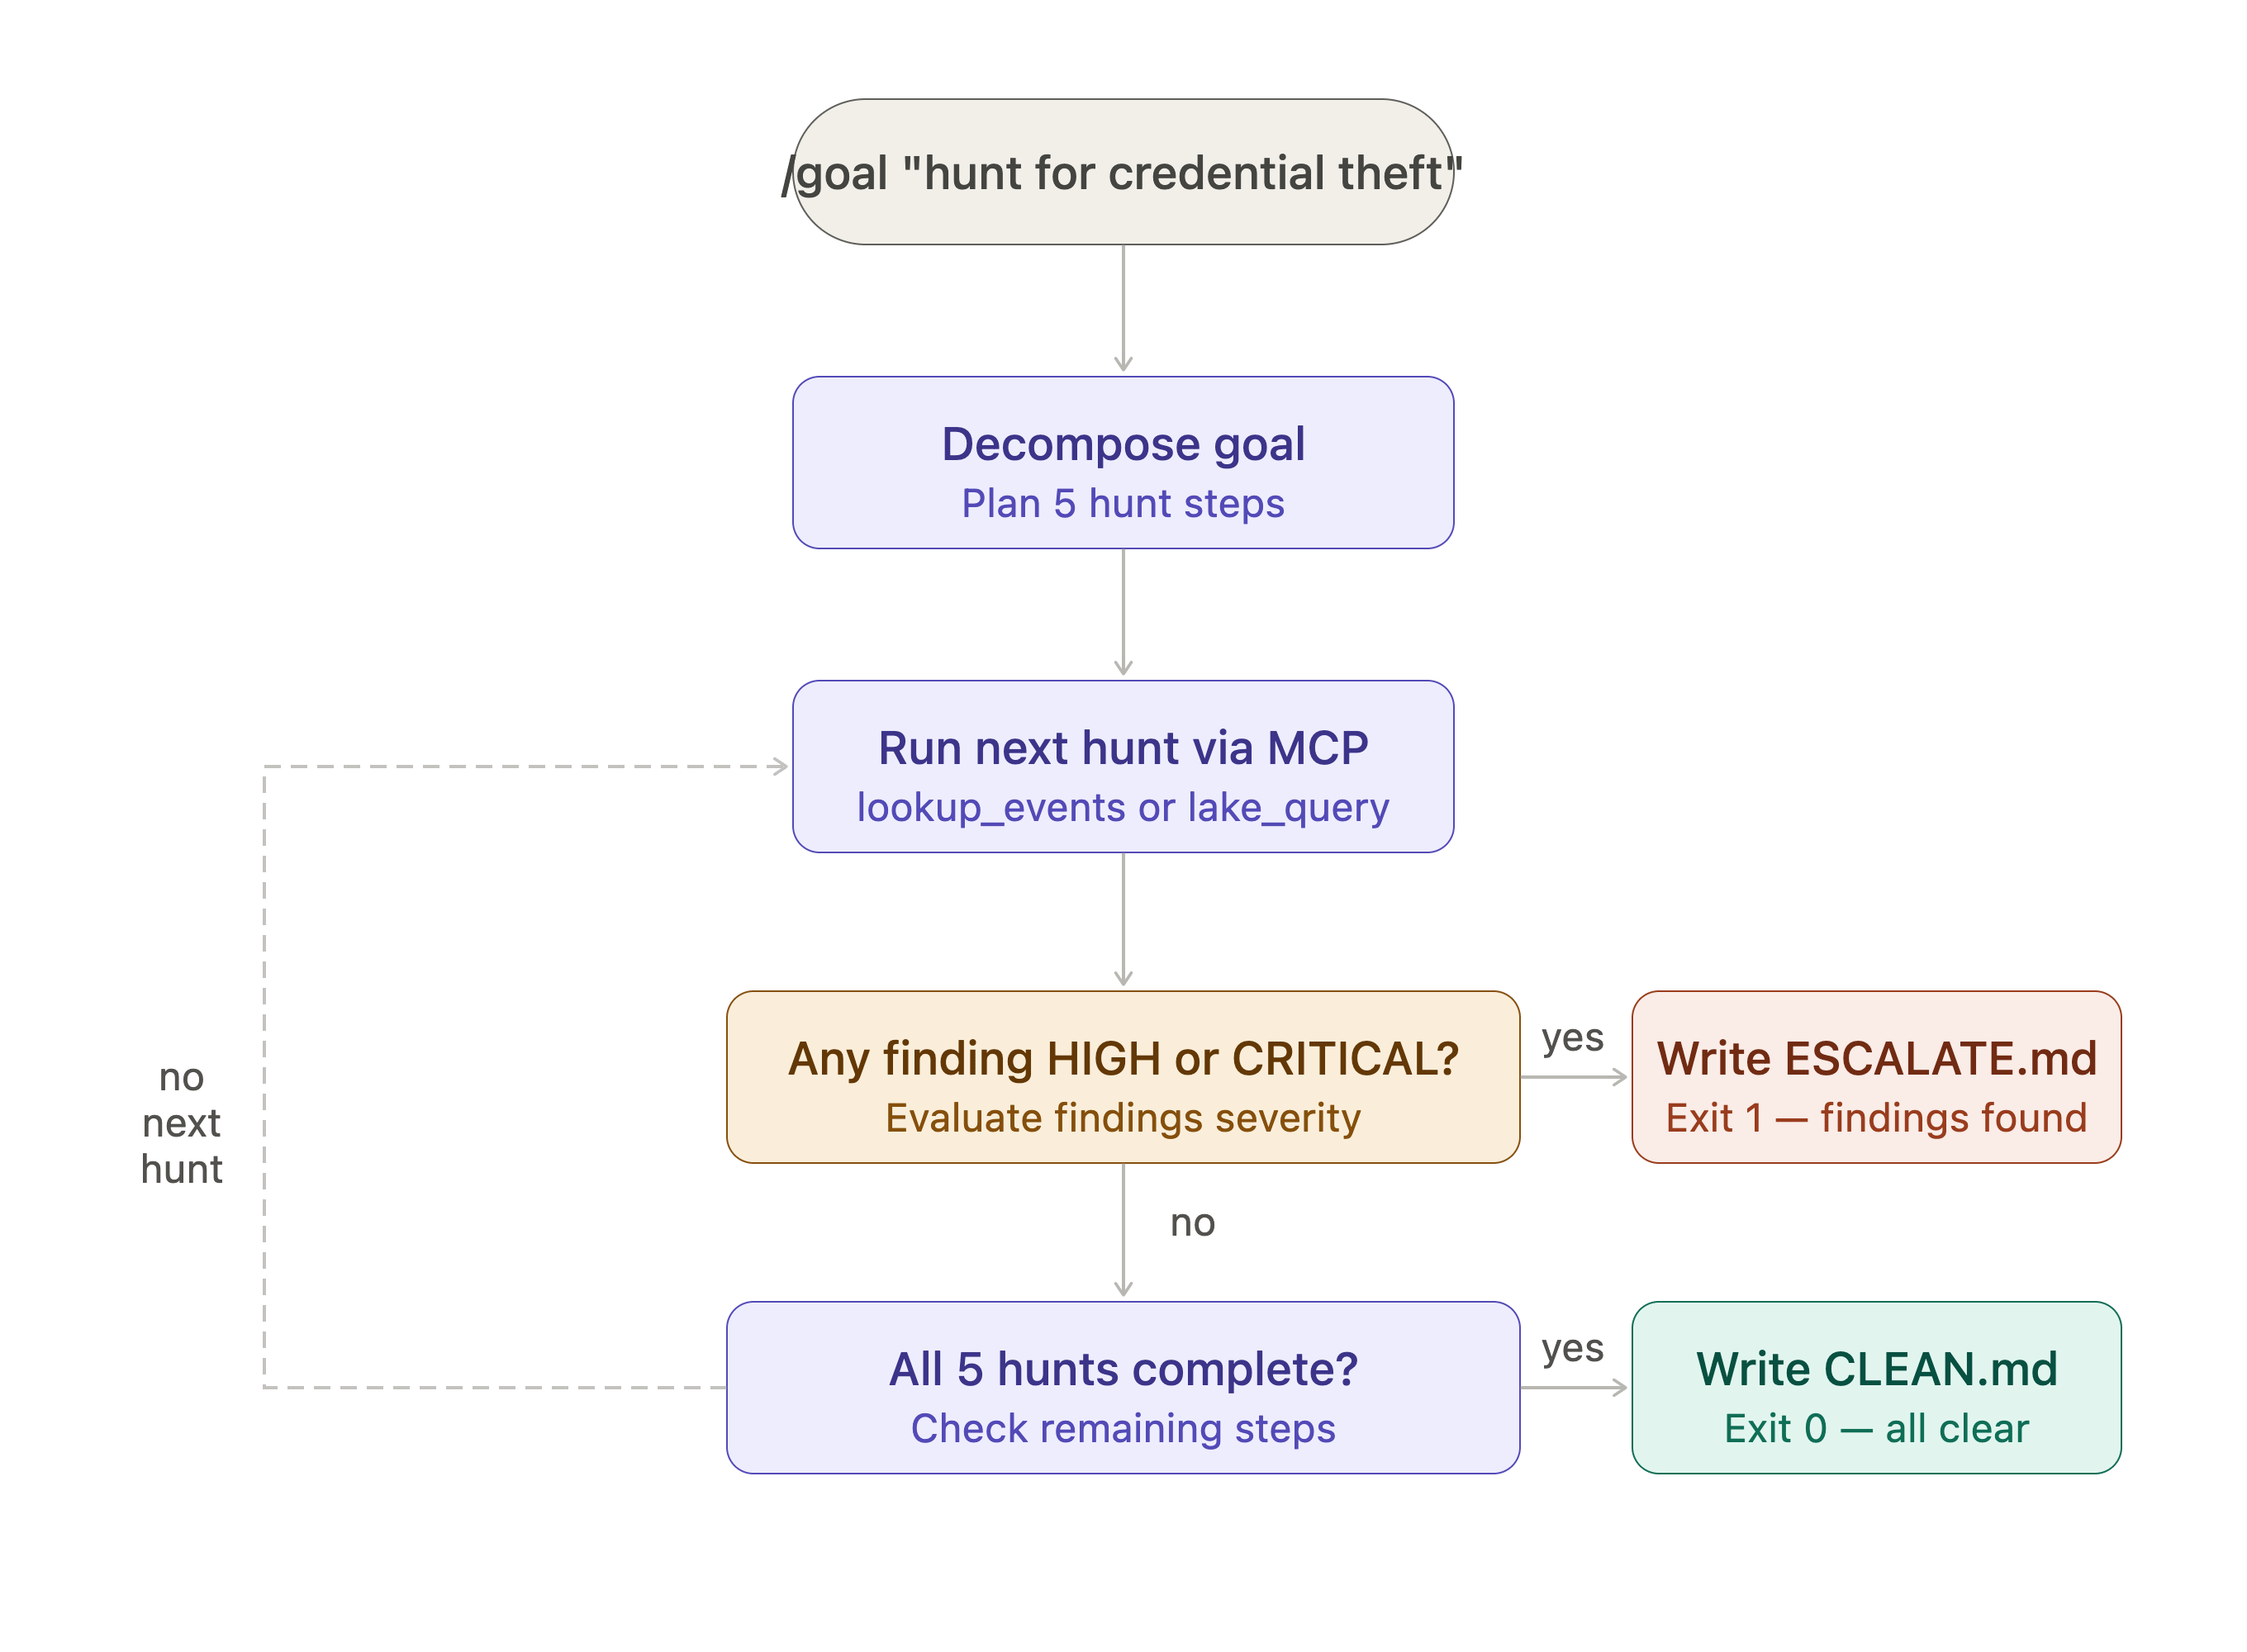 /goal "hunt for credential theft"
Decompose goal
Plan 5 hunt steps
Run next hunt via MCP
lookup_events or lake_query
Any finding HIGH or CRITICAL?
Evaluate findings severity
yes
Write ESCALATE.md
Exit 1 — findings found
no
next
hunt
no
All 5 hunts complete?
Check remaining steps
yes
Write CLEAN.md
Exit 0 — all clear